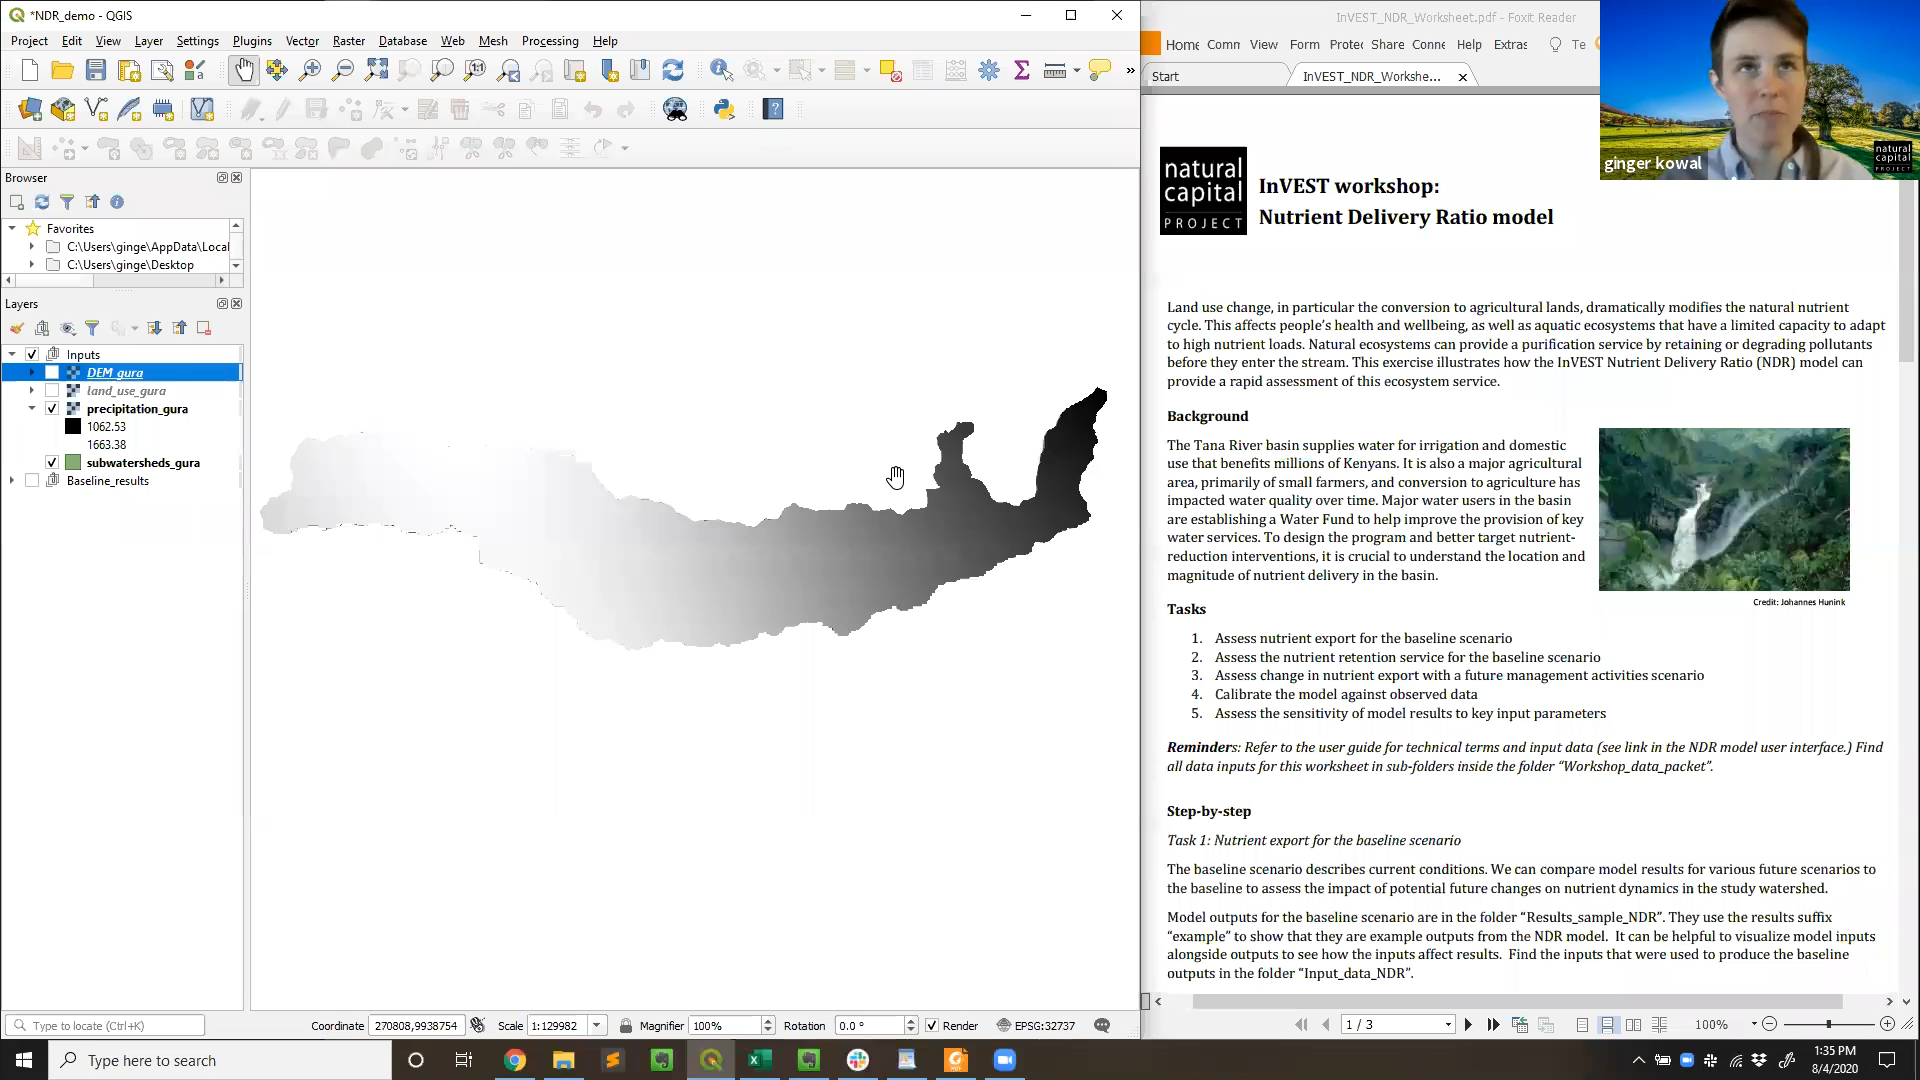 *NDR_demo - QGIS
Project Edit View Layer Settings Plugins Vector Raster Database Web Mesh Processing Help
Browser
Favorites
C:\Users\ginge\AppData\Local
C:\Users\ginge\Desktop
Layers
Inputs
DEM_gura
land_use_gura
precipitation_gura
1062.53
1663.38
subwatersheds_gura
Baseline_results
Type to locate (Ctrl+K)
Coordinate 270808,9938754 Scale 1:129982 Magnifier 100% Rotation 0.0 ° Render EPSG:32737
InVEST_NDR_Worksheet.pdf - Foxit Reader
Home Comm View Form Protec Share Conne Help Extras Te
Start InVEST_NDR_Workshe...
ginger kowal
natural
capital
PROJECT
natural
capital
PROJECT
InVEST workshop:
Nutrient Delivery Ratio model
Land use change, in particular the conversion to agricultural lands, dramatically modifies the natural nutrient
cycle. This affects people's health and wellbeing, as well as aquatic ecosystems that have a limited capacity to adapt
to high nutrient loads. Natural ecosystems can provide a purification service by retaining or degrading pollutants
before they enter the stream. This exercise illustrates how the InVEST Nutrient Delivery Ratio (NDR) model can
provide a rapid assessment of this ecosystem service.
Background
The Tana River basin supplies water for irrigation and domestic
use that benefits millions of Kenyans. It is also a major agricultural
area, primarily of small farmers, and conversion to agriculture has
impacted water quality over time. Major water users in the basin
are establishing a Water Fund to help improve the provision of key
water services. To design the program and better target nutrient-
reduction interventions, it is crucial to understand the location and
magnitude of nutrient delivery in the basin.
Credit: Johannes Hunink
Tasks
1. Assess nutrient export for the baseline scenario
2. Assess the nutrient retention service for the baseline scenario
3. Assess change in nutrient export with a future management activities scenario
4. Calibrate the model against observed data
5. Assess the sensitivity of model results to key input parameters
Reminders: Refer to the user guide for technical terms and input data (see link in the NDR model user interface.) Find
all data inputs for this worksheet in sub-folders inside the folder “Workshop_data_packet”.
Step-by-step
Task 1: Nutrient export for the baseline scenario
The baseline scenario describes current conditions. We can compare model results for various future scenarios to
the baseline to assess the impact of potential future changes on nutrient dynamics in the study watershed.
Model outputs for the baseline scenario are in the folder “Results_sample_NDR”. They use the results suffix
“example” to show that they are example outputs from the NDR model. It can be helpful to visualize model inputs
alongside outputs to see how the inputs affect results. Find the inputs that were used to produce the baseline
outputs in the folder “Input_data_NDR”.
1 / 3 100%
Type here to search
1:35 PM
8/4/2020